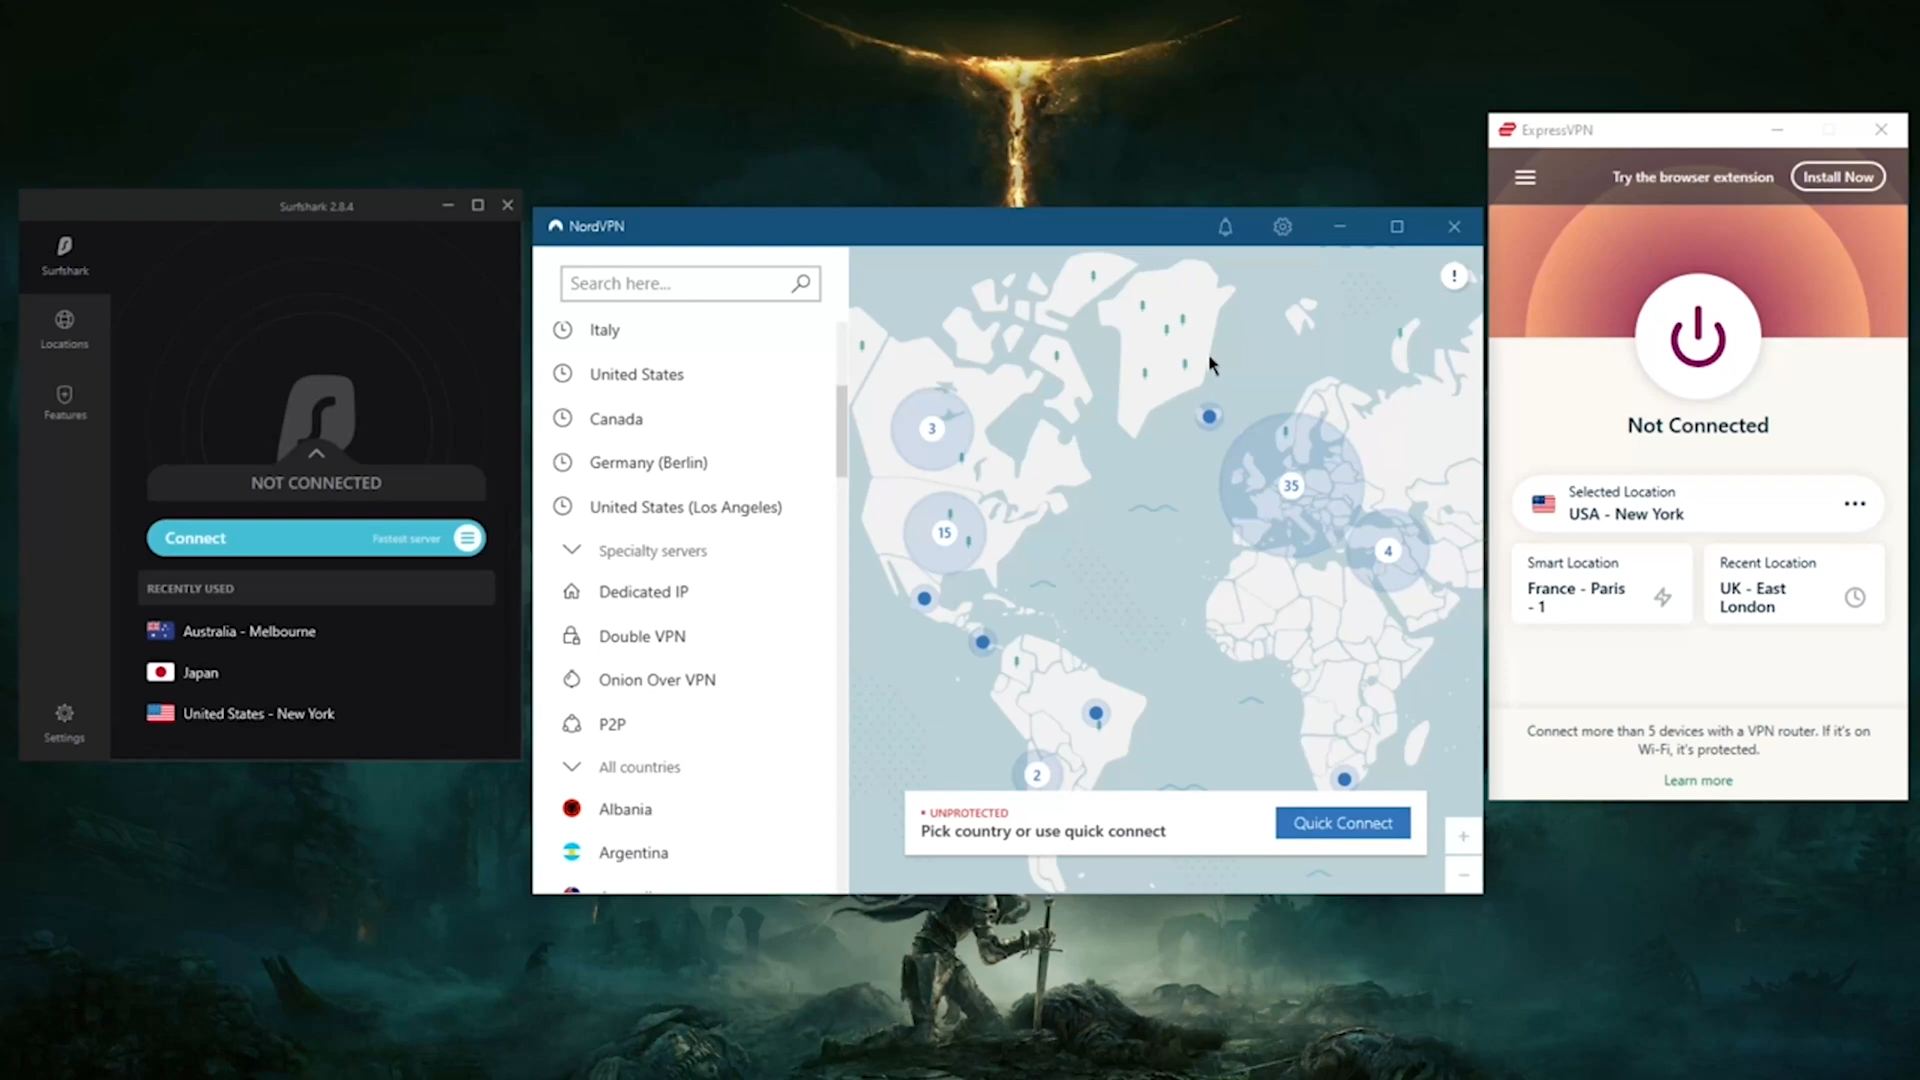 Surfshark 2.8.4
Surfshark
Locations
Features
Settings
NOT CONNECTED
Connect
Fastest server
RECENTLY USED
Australia - Melbourne
Japan
United States - New York
NordVPN
Search here...
Italy
United States
Canada
Germany (Berlin)
United States (Los Angeles)
Specialty servers
Dedicated IP
Double VPN
Onion Over VPN
P2P
All countries
Albania
Argentina
3
15
35
4
2
!
• UNPROTECTED
Pick country or use quick connect
Quick Connect
+
−
ExpressVPN
Try the browser extension
Install Now
Not Connected
Selected Location
USA - New York
Smart Location
France - Paris
- 1
Recent Location
UK - East
London
Connect more than 5 devices with a VPN router. If it's on
Wi-Fi, it's protected.
Learn more